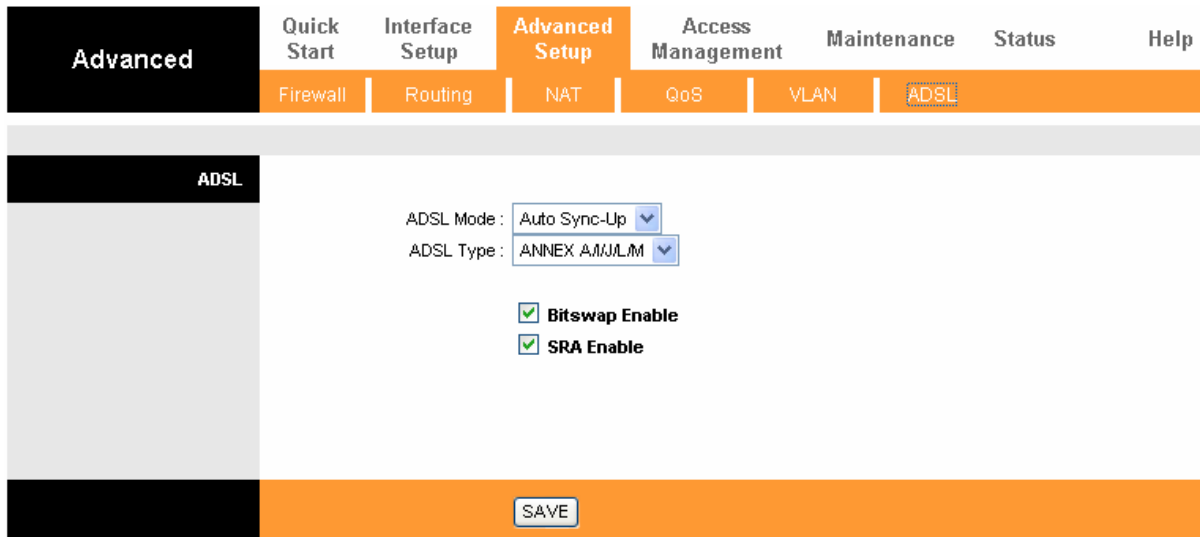 Advanced
Quick Start
Interface Setup
Advanced Setup
Access Management
Maintenance
Status
Help
Firewall
Routing
NAT
QoS
VLAN
ADSL
ADSL
ADSL Mode : Auto Sync-Up
ADSL Type : ANNEX A/I/J/L/M
Bitswap Enable
SRA Enable
SAVE